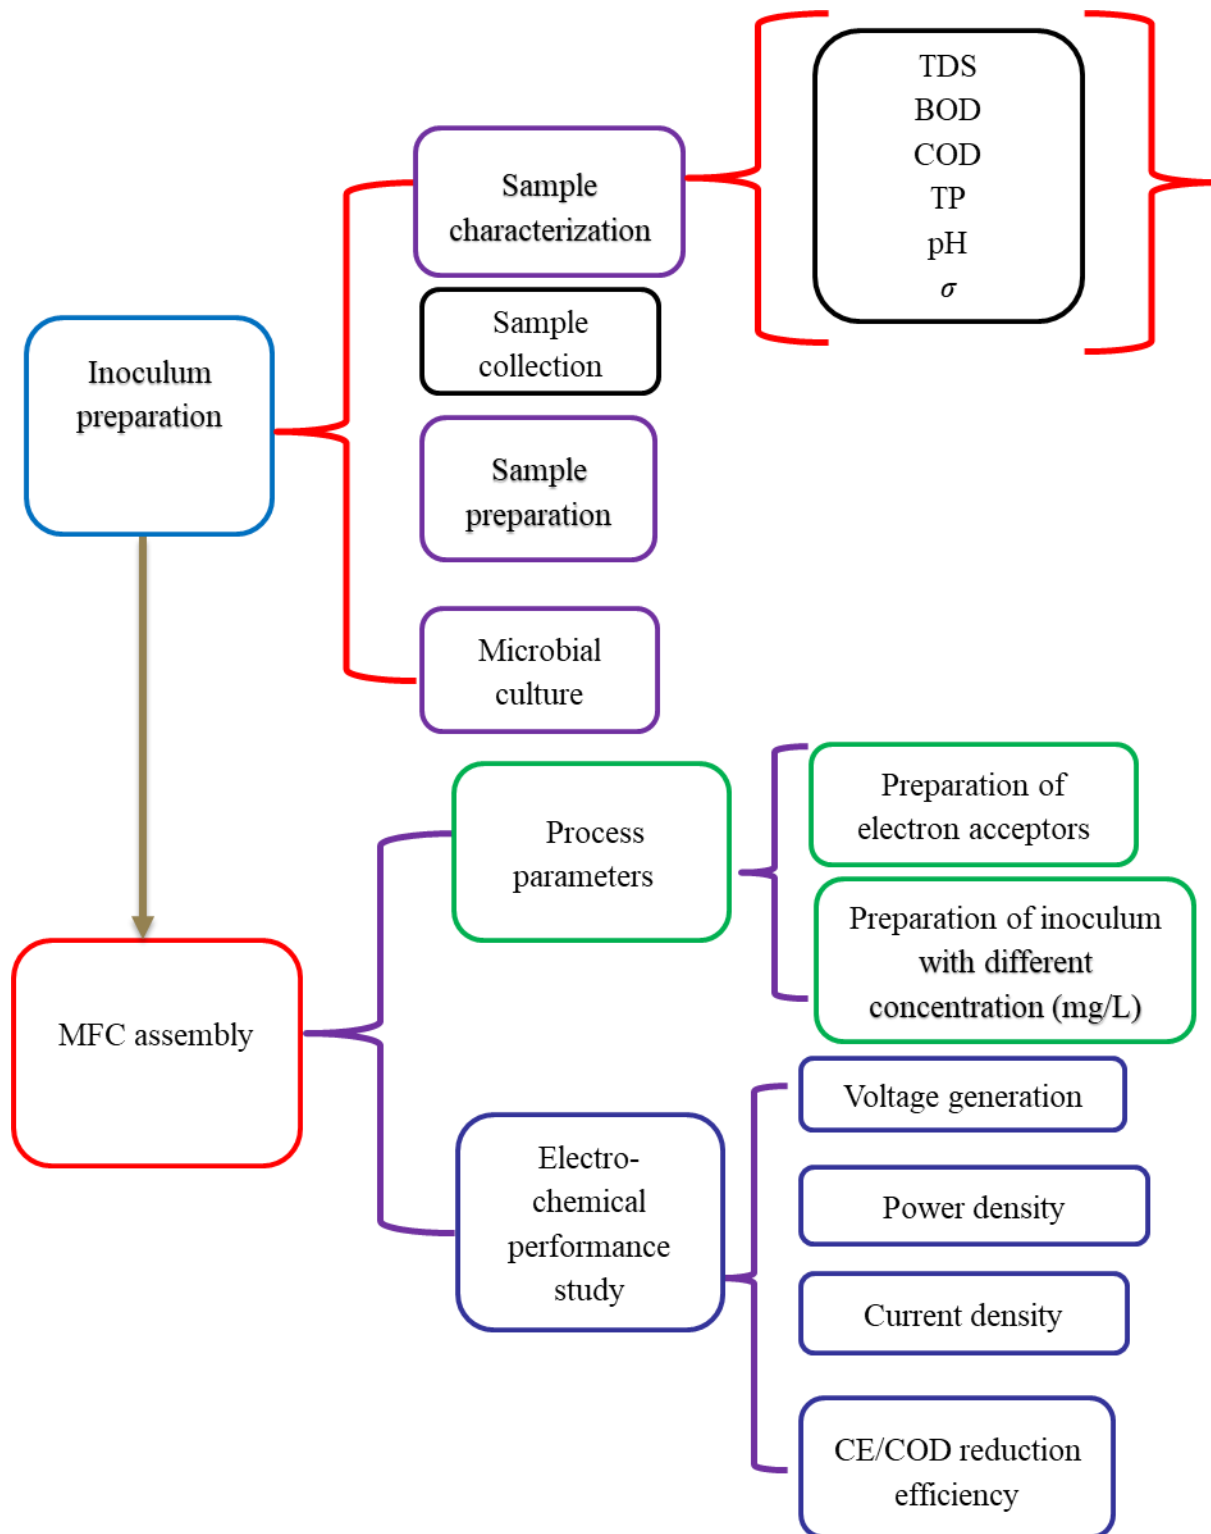 TDS
BOD
COD
TP
pH
σ
Sample
characterization
Sample
collection
Inoculum
preparation
Sample
preparation
Microbial
culture
Process
parameters
Preparation of
electron acceptors
Preparation of inoculum
with different
concentration (mg/L)
MFC assembly
Electro-
chemical
performance
study
Voltage generation
Power density
Current density
CE/COD reduction
efficiency